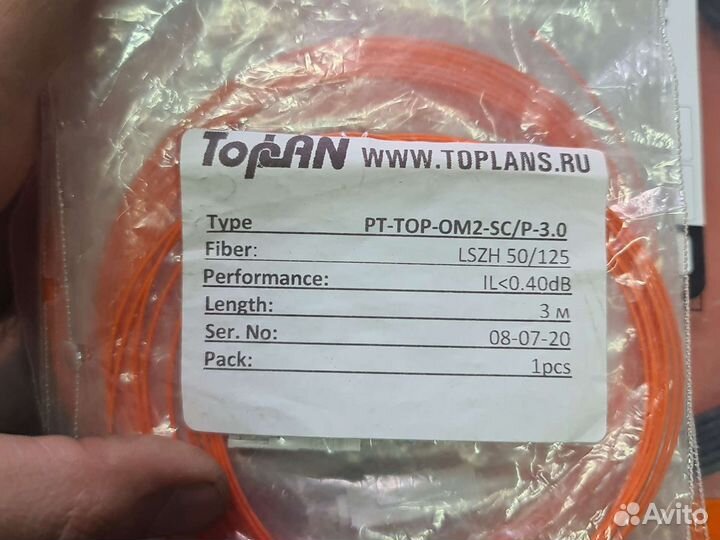 TopLAN WWW.TOPLANS.RU
Type PT-TOP-OM2-SC/P-3.0
Fiber: LSZH 50/125
Performance: IL<0.40dB
Length: 3 м
Ser. No: 08-07-20
Pack: 1pcs
Avito